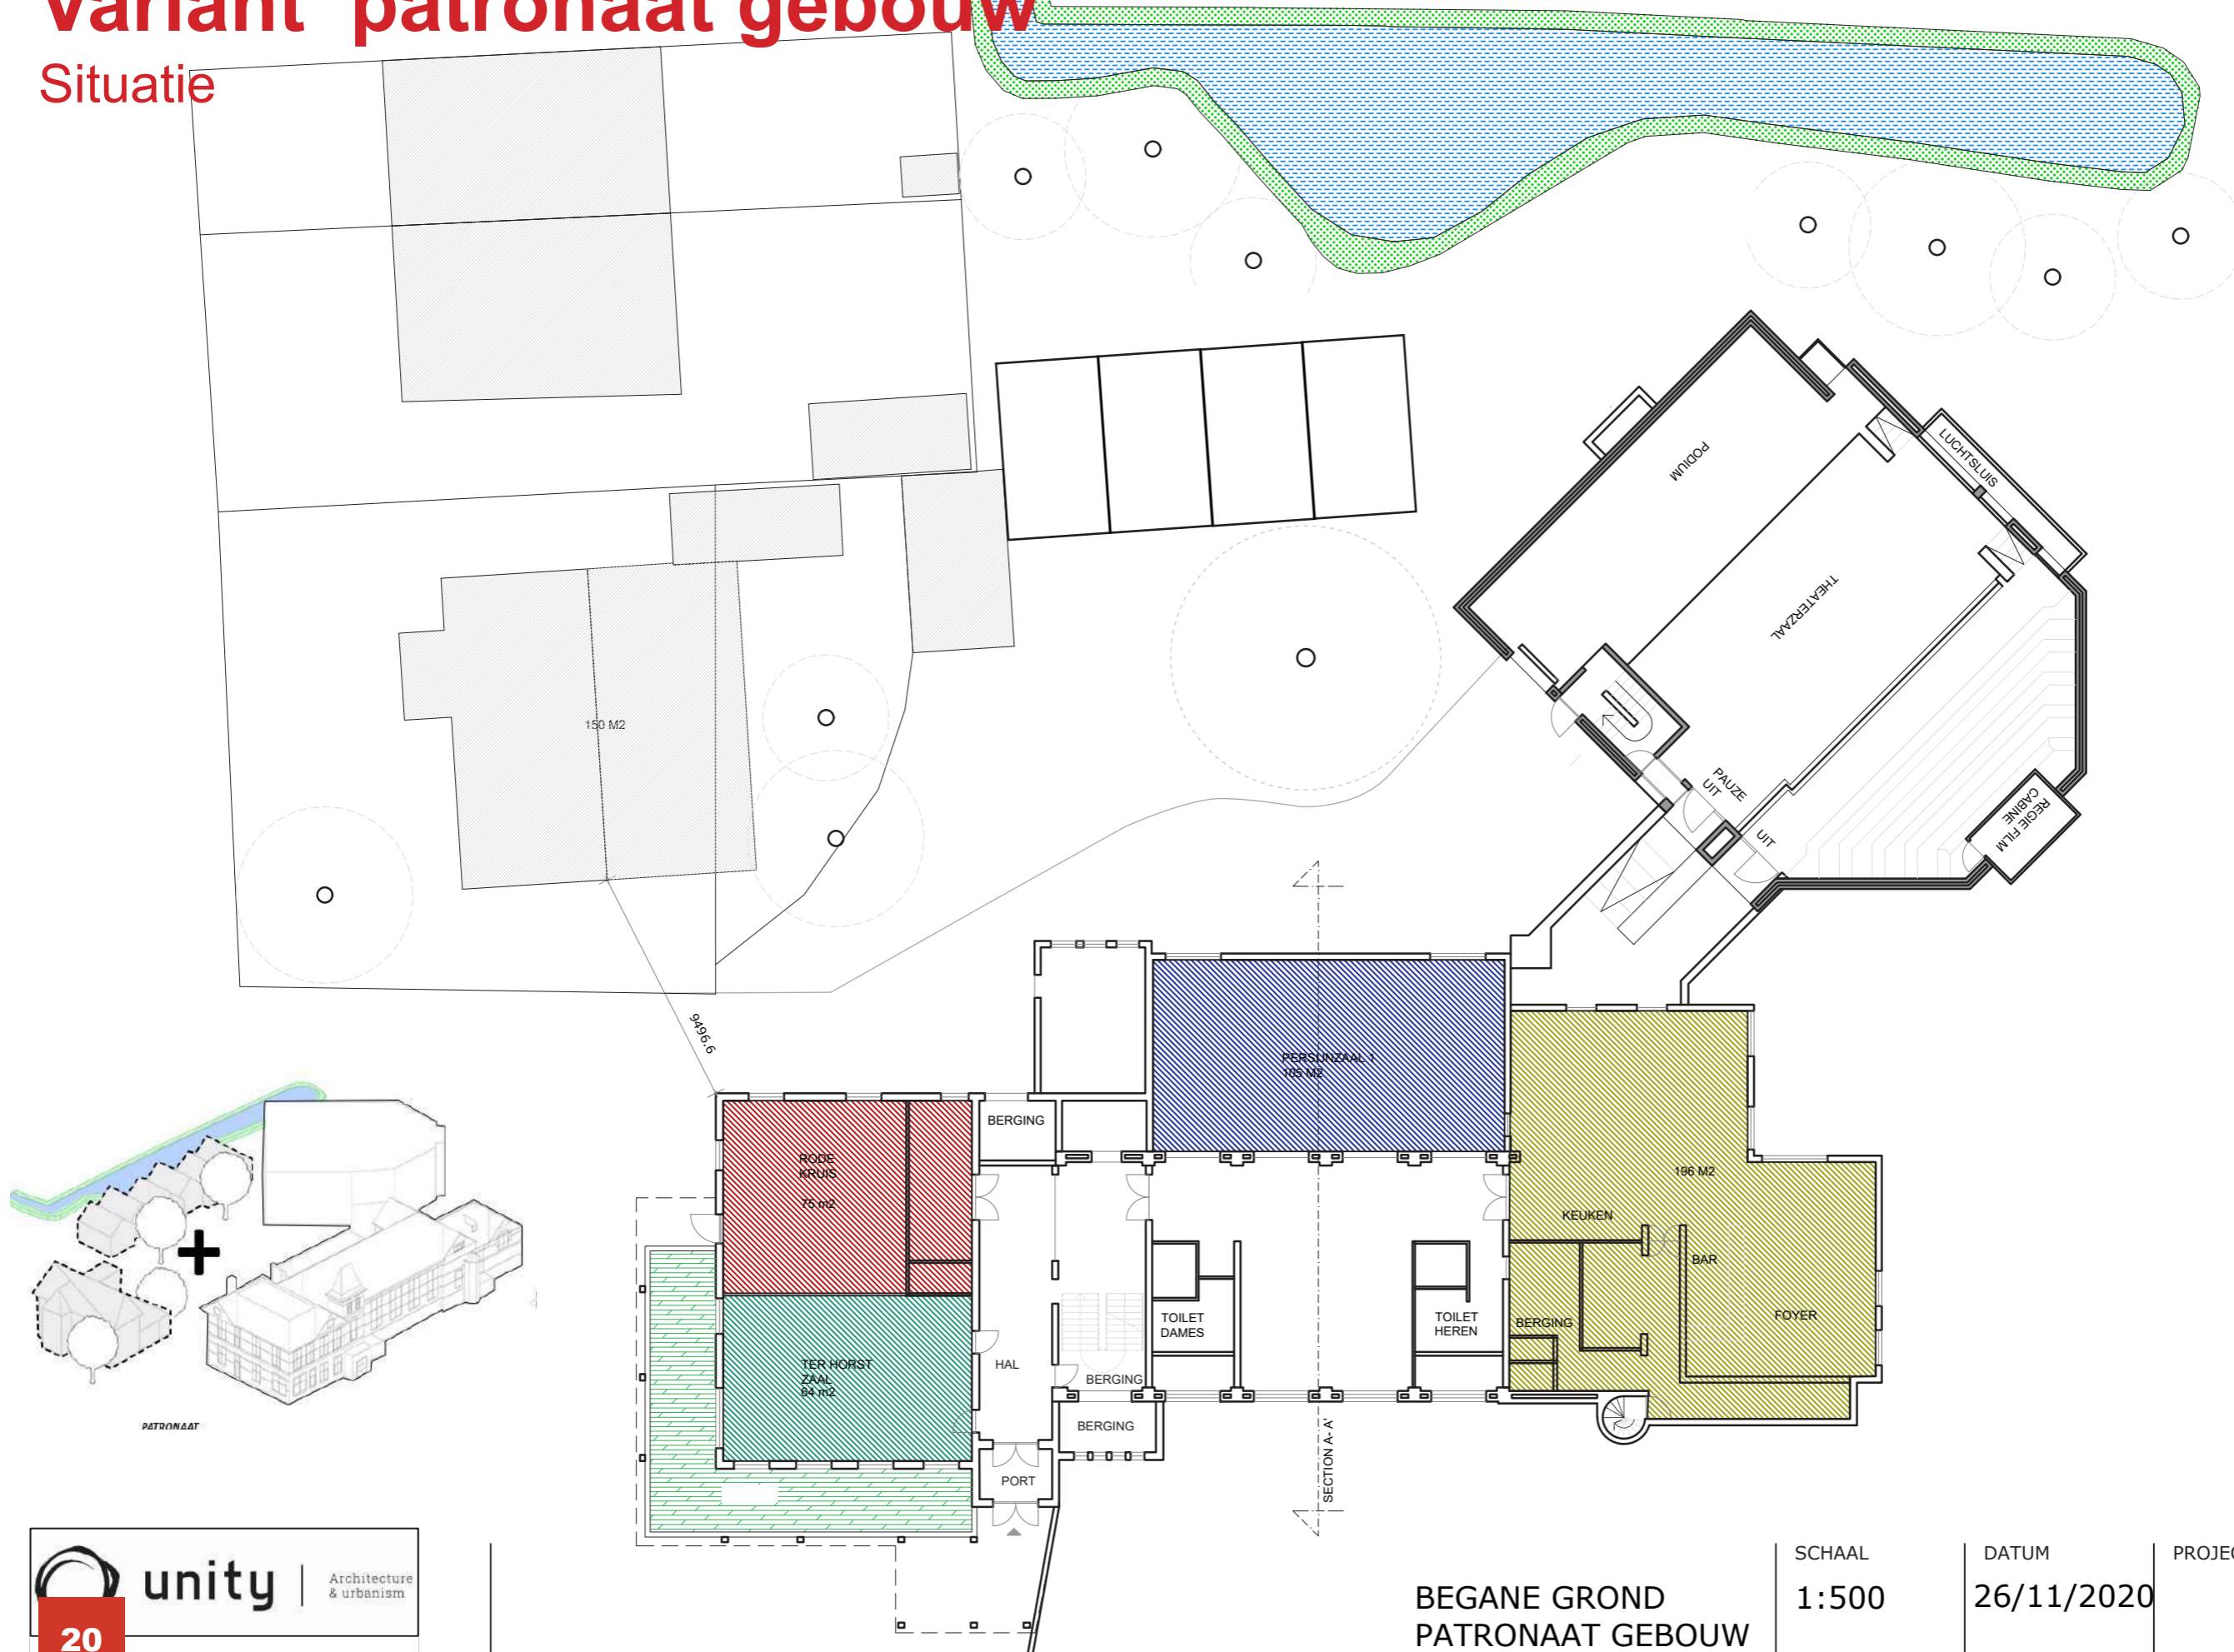 Variant patronaat gebouw
Situatie
PODIUM
LUCHTSLUIS
THEATERZAAL
150 M2
PAUZE
UIT
UIT
REGIE FILM
CABINE
9496.6
PERSIJNZAAL 1
105 M2
BERGING
RODE
KRUIS
75 m2
196 M2
KEUKEN
BAR
FOYER
TOILET
DAMES
TOILET
HEREN
BERGING
TER HORST
ZAAL
64 m2
HAL
BERGING
BERGING
PORT
SECTION A- A'
PATRONAAT
unity
Architecture
& urbanism
20
BEGANE GROND
PATRONAAT GEBOUW
SCHAAL
1:500
DATUM
26/11/2020